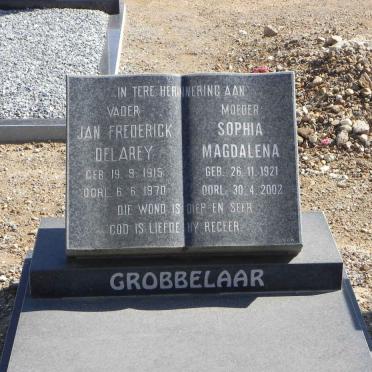 IN TERE HERINNERING AAN
VADER
JAN FREDERICK
DELAREY
GEB. 19. 9. 1915
OORL. 6. 6. 1970
MOEDER
SOPHIA
MAGDALENA
GEB. 26. 11. 1921
OORL. 30. 4. 2002
DIE WOND IS DIEP EN SEER
GOD IS LIEFDE HY REGEER
GROBBELAAR